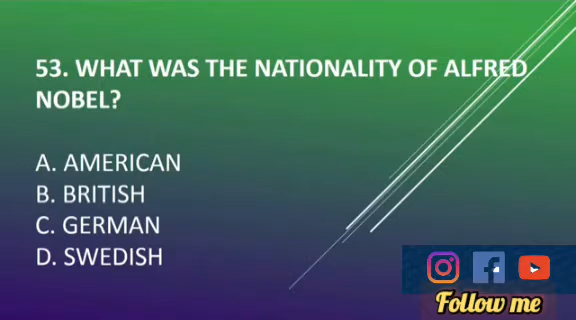 53. WHAT WAS THE NATIONALITY OF ALFRED
NOBEL?
A. AMERICAN
B. BRITISH
C. GERMAN
D. SWEDISH
Follow me